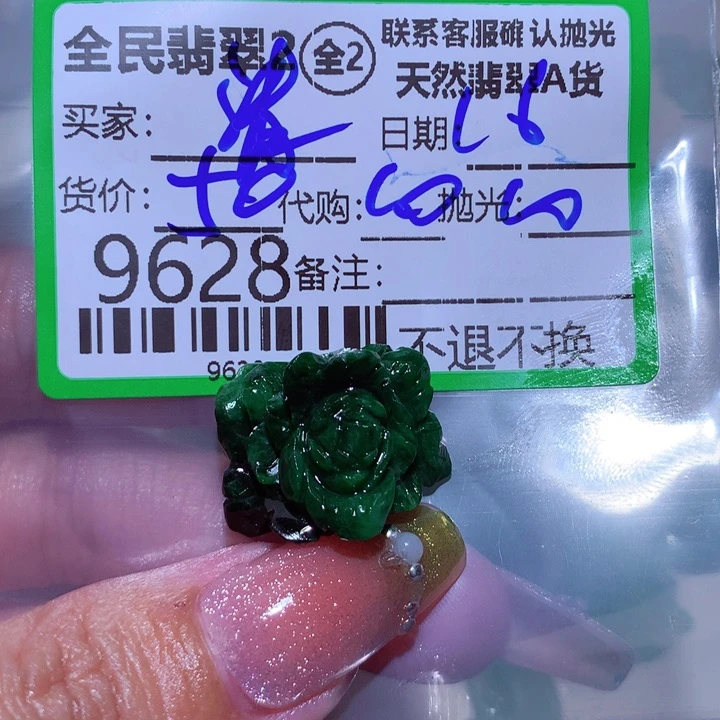 全民翡翠2 全2 联系客服确认抛光
天然翡翠A货
买家: 日期: 26
货价: 代购: 抛光:
9628 备注:
不退不换